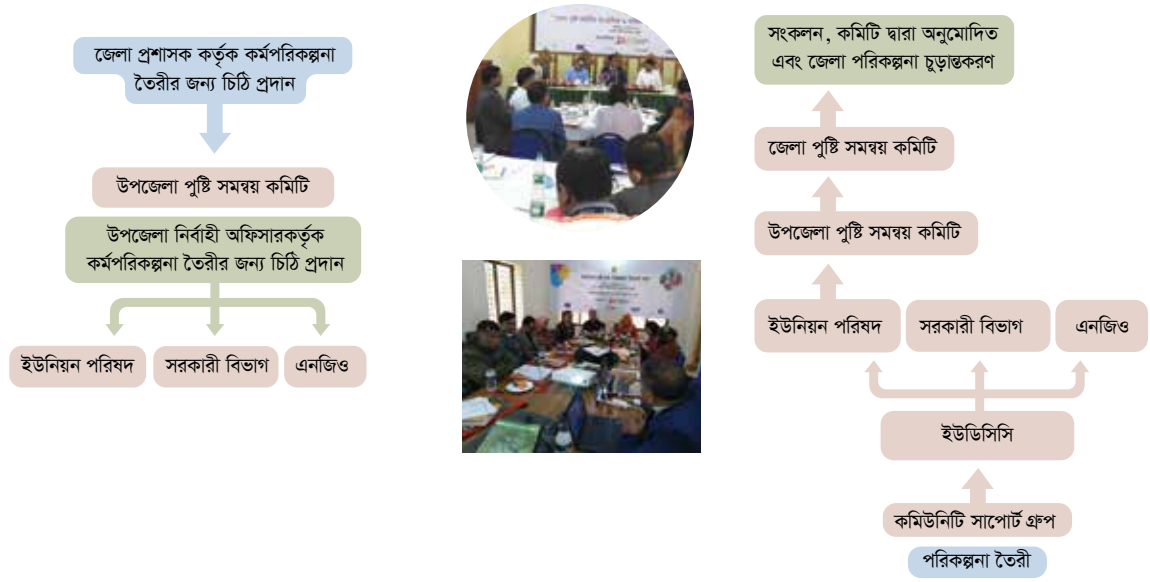 জেলা প্রশাসক কর্তৃক কর্মপরিকল্পনা
তৈরীর জন্য চিঠি প্রদান
উপজেলা পুষ্টি সমন্বয় কমিটি
উপজেলা নির্বাহী অফিসারকর্তৃক
কর্মপরিকল্পনা তৈরীর জন্য চিঠি প্রদান
ইউনিয়ন পরিষদ
সরকারী বিভাগ
এনজিও
সংকলন, কমিটি দ্বারা অনুমোদিত
এবং জেলা পরিকল্পনা চূড়ান্তকরণ
জেলা পুষ্টি সমন্বয় কমিটি
উপজেলা পুষ্টি সমন্বয় কমিটি
ইউনিয়ন পরিষদ
সরকারী বিভাগ
এনজিও
ইউডিসিসি
কমিউনিটি সাপোর্ট গ্রুপ
পরিকল্পনা তৈরী